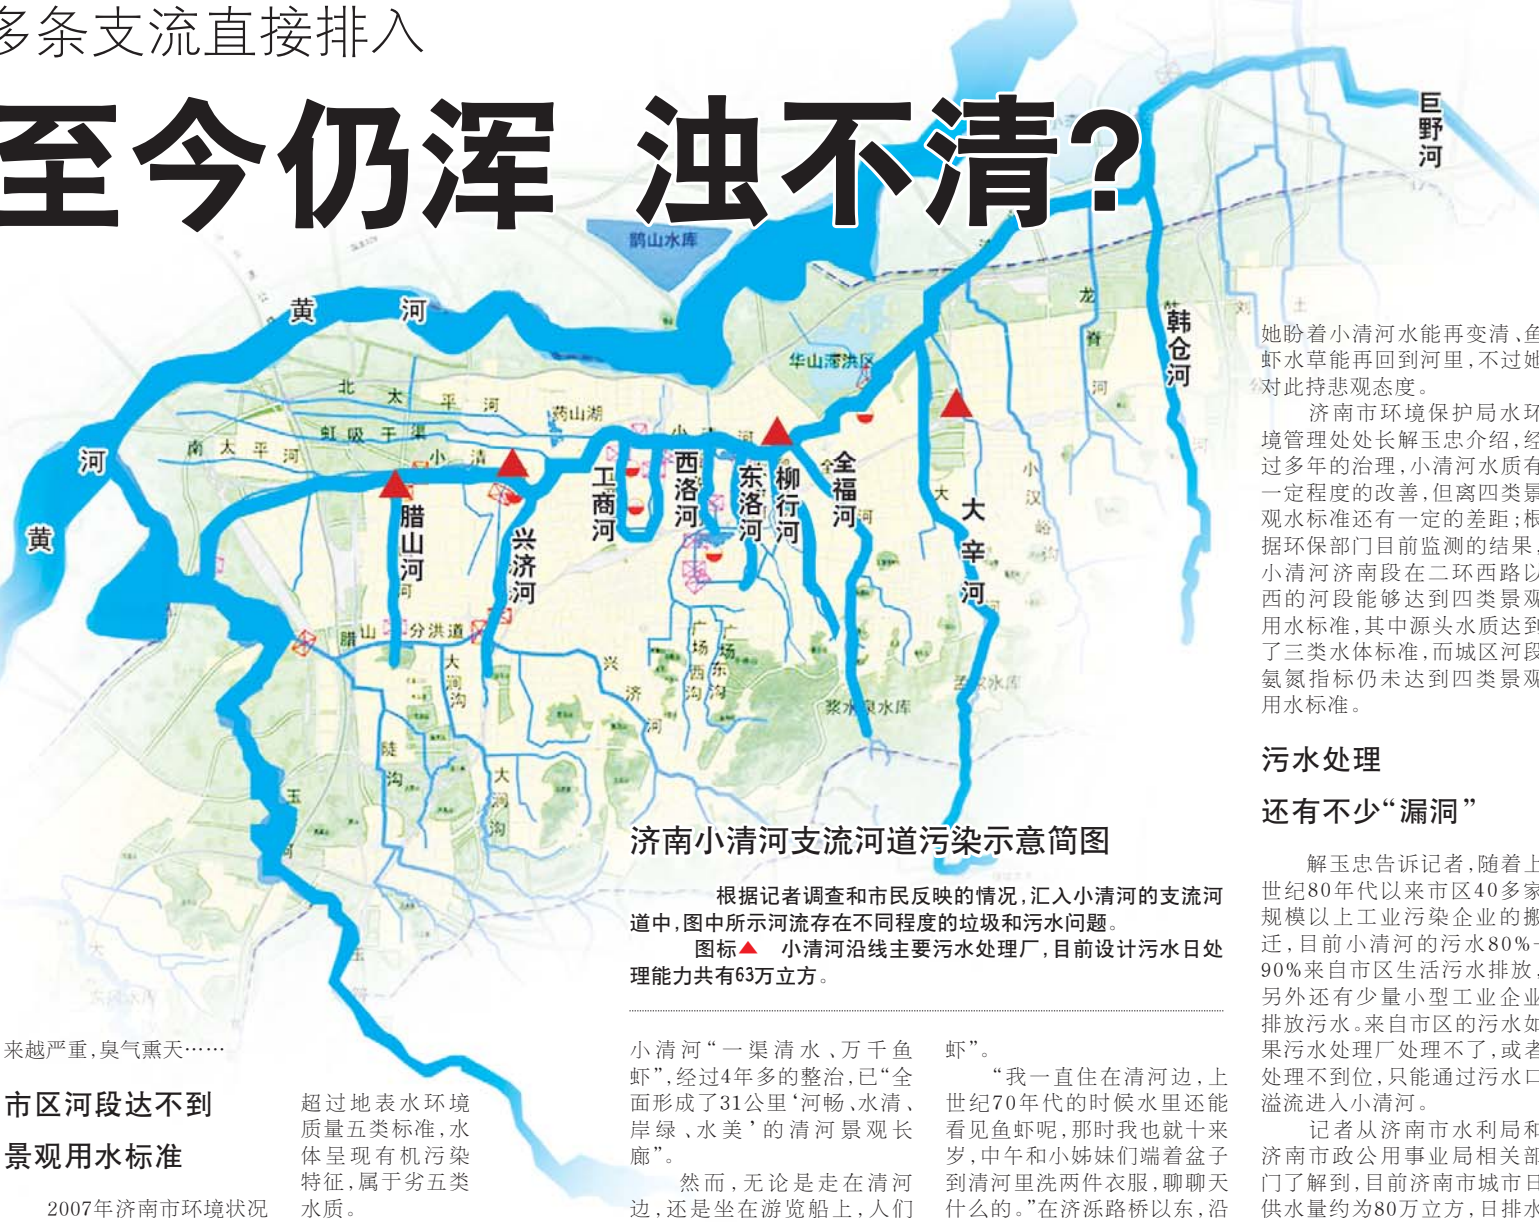 多条支流直接排入
至今仍浑 浊不清?
巨野河
鹊山水库
黄 河
龙脊河
韩仓河
刘
土
华山滞洪区
北太平河
药山湖
虹吸干渠
南太平河
小清
小清河
河
黄
腊山河
河
兴济河
工商河
西洛河
东洛河
柳行河
全福河
全
河
大
大辛河
河
小汉峪沟
腊山分洪道
大涧沟
广场西沟
广场东沟
兴济河
孟家水库
浆水泉水库
陡沟
大涧沟
玉
河
玉
大
济南小清河支流河道污染示意简图
根据记者调查和市民反映的情况,汇入小清河的支流河
道中,图中所示河流存在不同程度的垃圾和污水问题。
图标▲ 小清河沿线主要污水处理厂,目前设计污水日处
理能力共有63万立方。
来越严重,臭气熏天……
市区河段达不到
景观用水标准
2007年济南市环境状况
超过地表水环境
质量五类标准,水
体呈现有机污染
特征,属于劣五类
水质。
小清河“一渠清水、万千鱼
虾”,经过4年多的整治,已“全
面形成了31公里‘河畅、水清、
岸绿、水美’的清河景观长
廊”。
然而,无论是走在清河
边,还是坐在游览船上,人们
虾”。
“我一直住在清河边,上
世纪70年代的时候水里还能
看见鱼虾呢,那时我也就十来
岁,中午和小姊妹们端着盆子
到清河里洗两件衣服,聊聊天
什么的。”在济泺路桥以东,沿
她盼着小清河水能再变清、鱼
虾水草能再回到河里,不过她
对此持悲观态度。
济南市环境保护局水环
境管理处处长解玉忠介绍,经
过多年的治理,小清河水质有
一定程度的改善,但离四类景
观水标准还有一定的差距;根
据环保部门目前监测的结果,
小清河济南段在二环西路以
西的河段能够达到四类景观
用水标准,其中源头水质达到
了三类水体标准,而城区河段
氨氮指标仍未达到四类景观
用水标准。
污水处理
还有不少“漏洞”
解玉忠告诉记者,随着上
世纪80年代以来市区40多家
规模以上工业污染企业的搬
迁,目前小清河的污水80%-
90%来自市区生活污水排放,
另外还有少量小型工业企业
排放污水。来自市区的污水如
果污水处理厂处理不了,或者
处理不到位,只能通过污水口
溢流进入小清河。
记者从济南市水利局和
济南市政公用事业局相关部
门了解到,目前济南市城市日
供水量约为80万立方,日排水